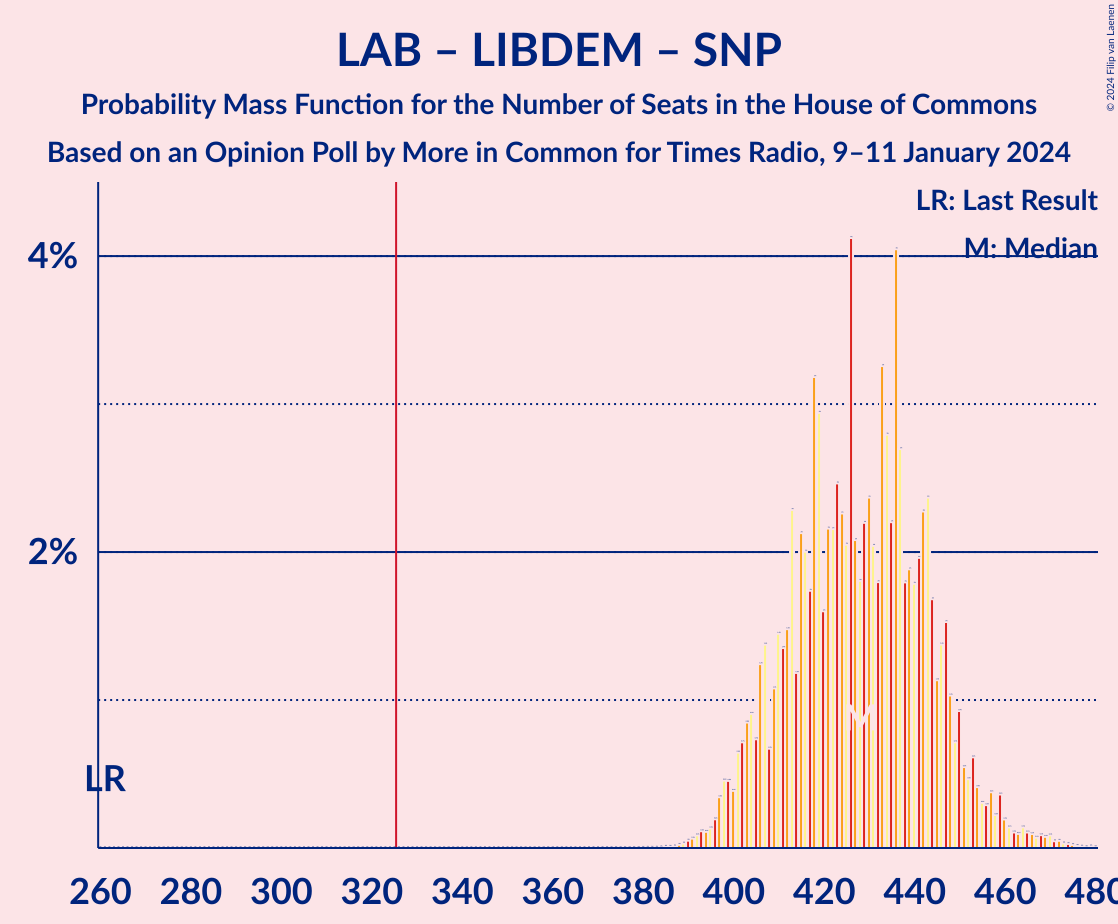 LAB – LIBDEM – SNP
Probability Mass Function for the Number of Seats in the House of Commons
Based on an Opinion Poll by More in Common for Times Radio, 9–11 January 2024
© 2024 Filip van Laenen
LR: Last Result
M: Median
4%
2%
M
LR
260 280 300 320 340 360 380 400 420 440 460 480